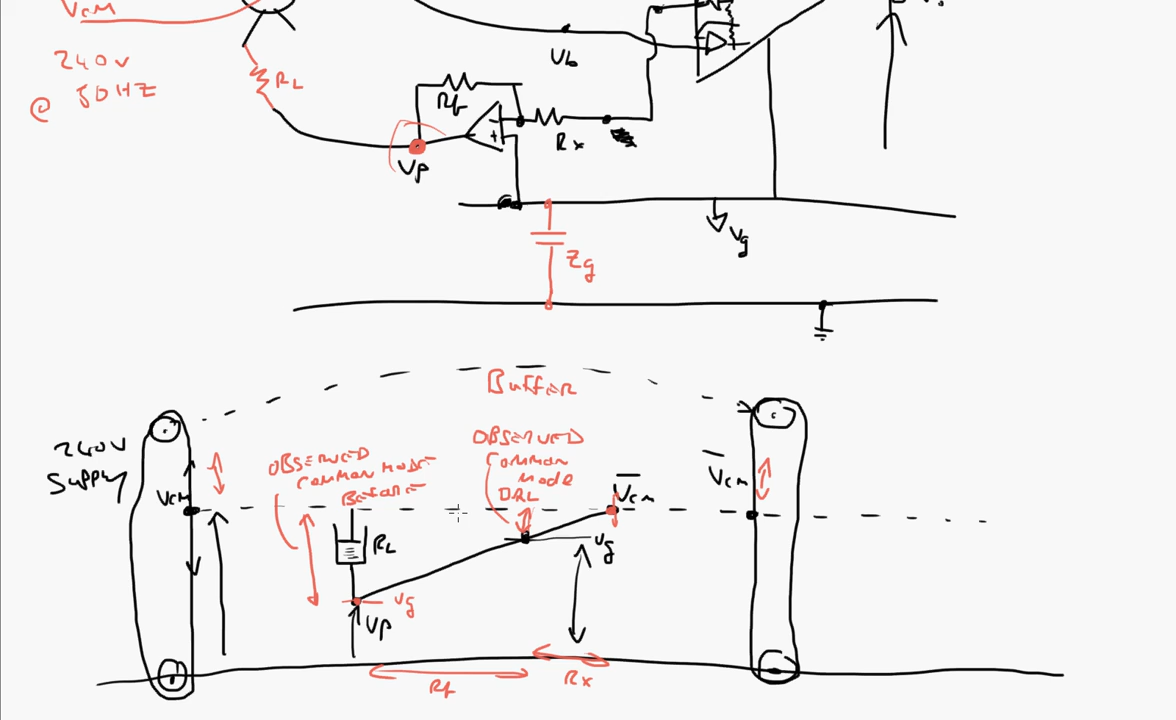 VCM
240V
@ 50HZ
RL
Rf
Rx
Vp
Vb
Zg
Vg
Buffer
240V
Supply
VCM
OBSERVED
COMMON MODE
BEFORE
OBSERVED
Common
Mode
DRL
VCM
VCM
RL
Vg
Vg
Vp
Rf
Rx